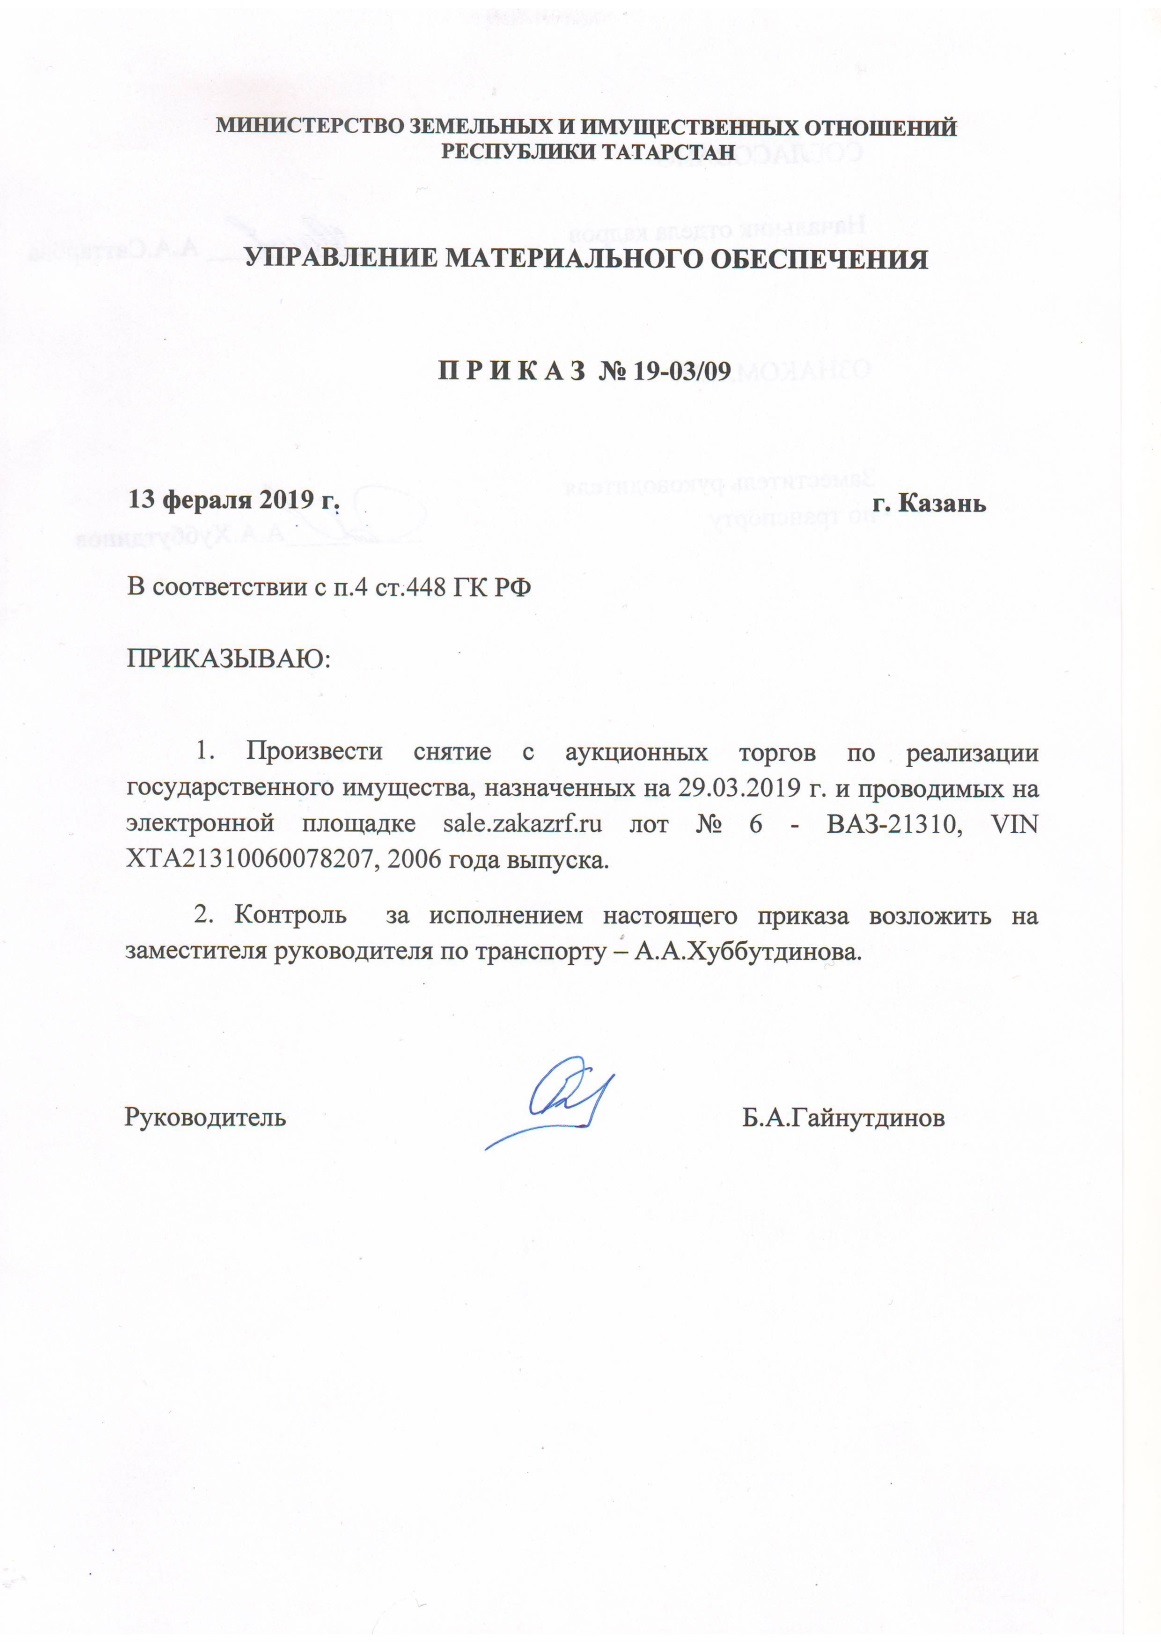 МИНИСТЕРСТВО ЗЕМЕЛЬНЫХ И ИМУЩЕСТВЕННЫХ ОТНОШЕНИЙ
РЕСПУБЛИКИ ТАТАРСТАН
УПРАВЛЕНИЕ МАТЕРИАЛЬНОГО ОБЕСПЕЧЕНИЯ
П Р И К А З № 19-03/09
13 фераля 2019 г. г. Казань
В соответствии с п.4 ст.448 ГК РФ
ПРИКАЗЫВАЮ:
1. Произвести снятие с аукционных торгов по реализации
государственного имущества, назначенных на 29.03.2019 г. и проводимых на
электронной площадке sale.zakazrf.ru лот № 6 - ВАЗ-21310, VIN
XTA21310060078207, 2006 года выпуска.
2. Контроль за исполнением настоящего приказа возложить на
заместителя руководителя по транспорту – А.А.Хуббутдинова.
Руководитель Б.А.Гайнутдинов